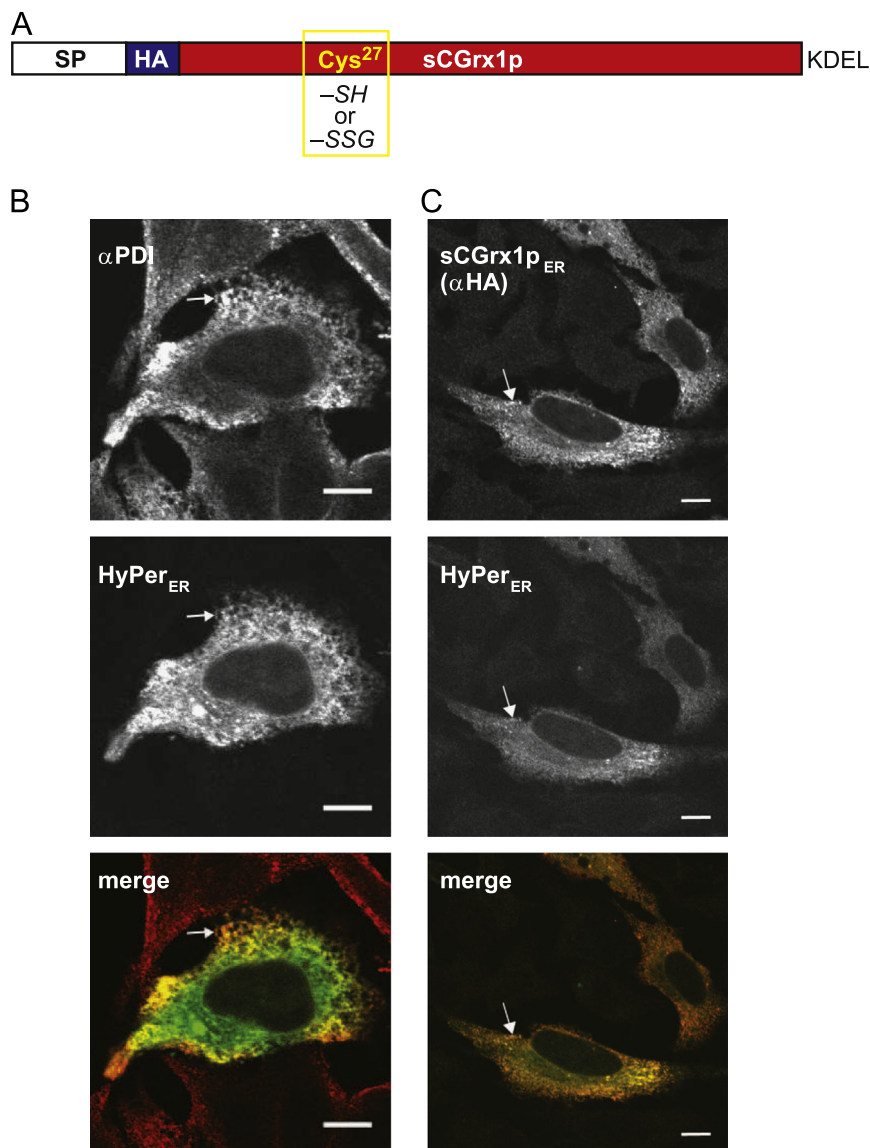 A
SP HA Cys²⁷ sCGrx1p KDEL
–SH
or
–SSG
B C
αPDI
sCGrx1pER
(αHA)
HyPerER
HyPerER
merge
merge